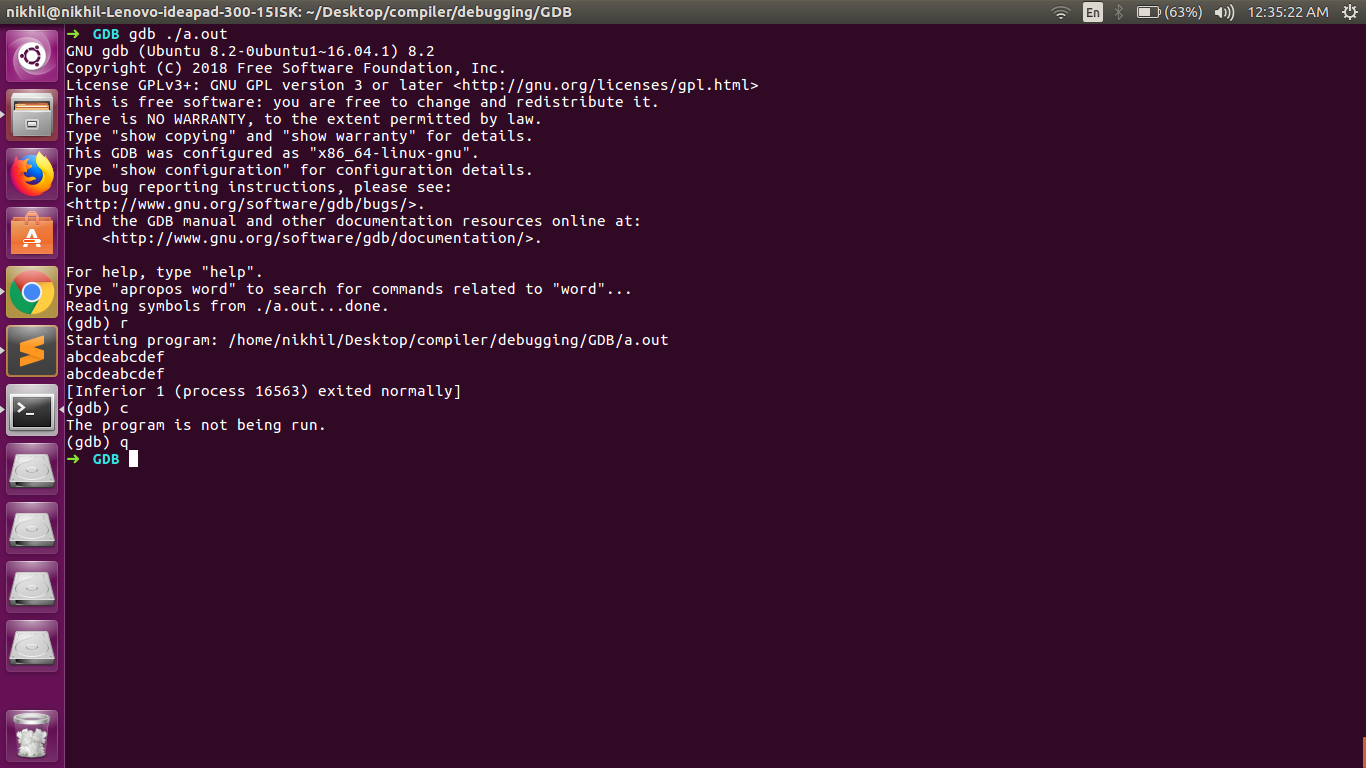 nikhil@nikhil-Lenovo-ideapad-300-15ISK: ~/Desktop/compiler/debugging/GDB En (63%) 12:35:22 AM
➜ GDB gdb ./a.out
GNU gdb (Ubuntu 8.2-0ubuntu1~16.04.1) 8.2
Copyright (C) 2018 Free Software Foundation, Inc.
License GPLv3+: GNU GPL version 3 or later <http://gnu.org/licenses/gpl.html>
This is free software: you are free to change and redistribute it.
There is NO WARRANTY, to the extent permitted by law.
Type "show copying" and "show warranty" for details.
This GDB was configured as "x86_64-linux-gnu".
Type "show configuration" for configuration details.
For bug reporting instructions, please see:
<http://www.gnu.org/software/gdb/bugs/>.
Find the GDB manual and other documentation resources online at:
    <http://www.gnu.org/software/gdb/documentation/>.

For help, type "help".
Type "apropos word" to search for commands related to "word"...
Reading symbols from ./a.out...done.
(gdb) r
Starting program: /home/nikhil/Desktop/compiler/debugging/GDB/a.out
abcdeabcdef
abcdeabcdef
[Inferior 1 (process 16563) exited normally]
(gdb) c
The program is not being run.
(gdb) q
➜ GDB